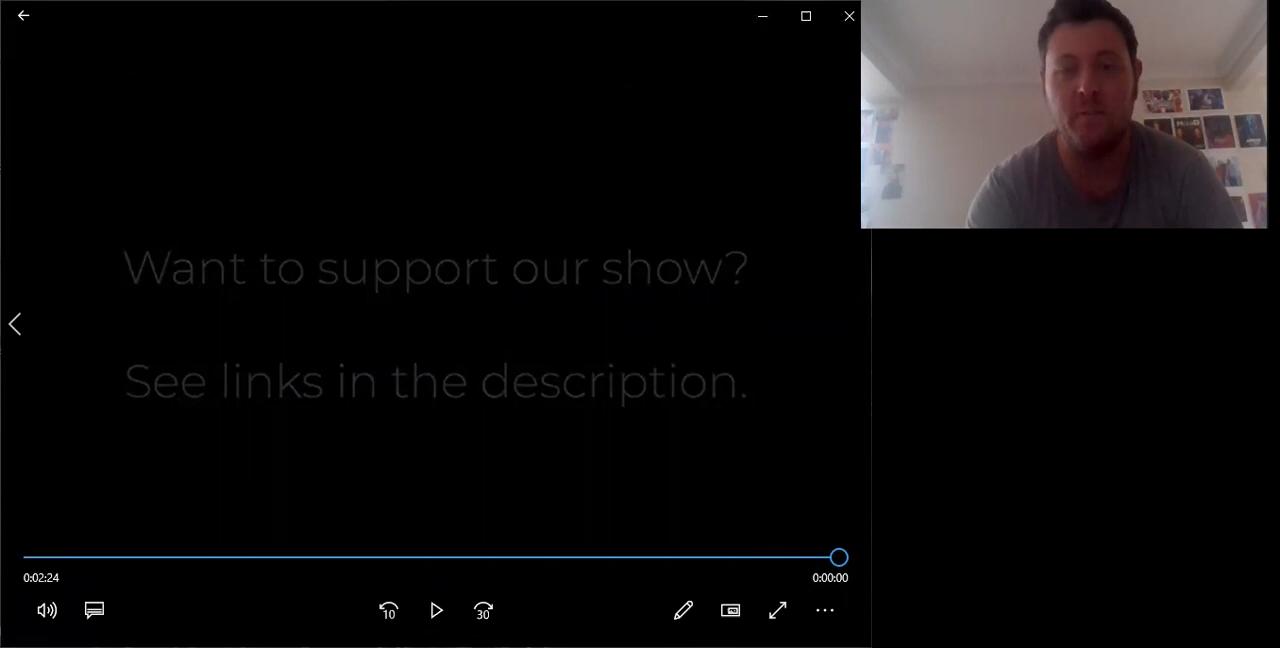 Want to support our show?
See links in the description.
0:02:24
0:00:00
10
30